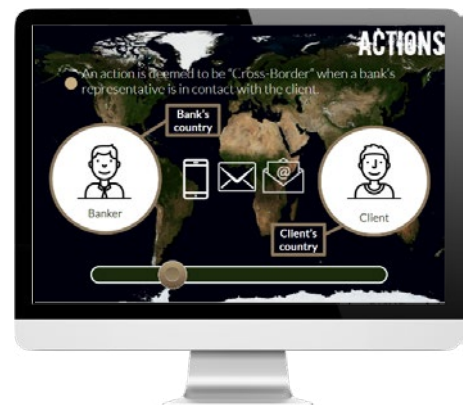 ACTIONS
An action is deemed to be "Cross-Border" when a bank's
representative is in contact with the client.
Bank's
country
Banker
@
Client
Client's
country